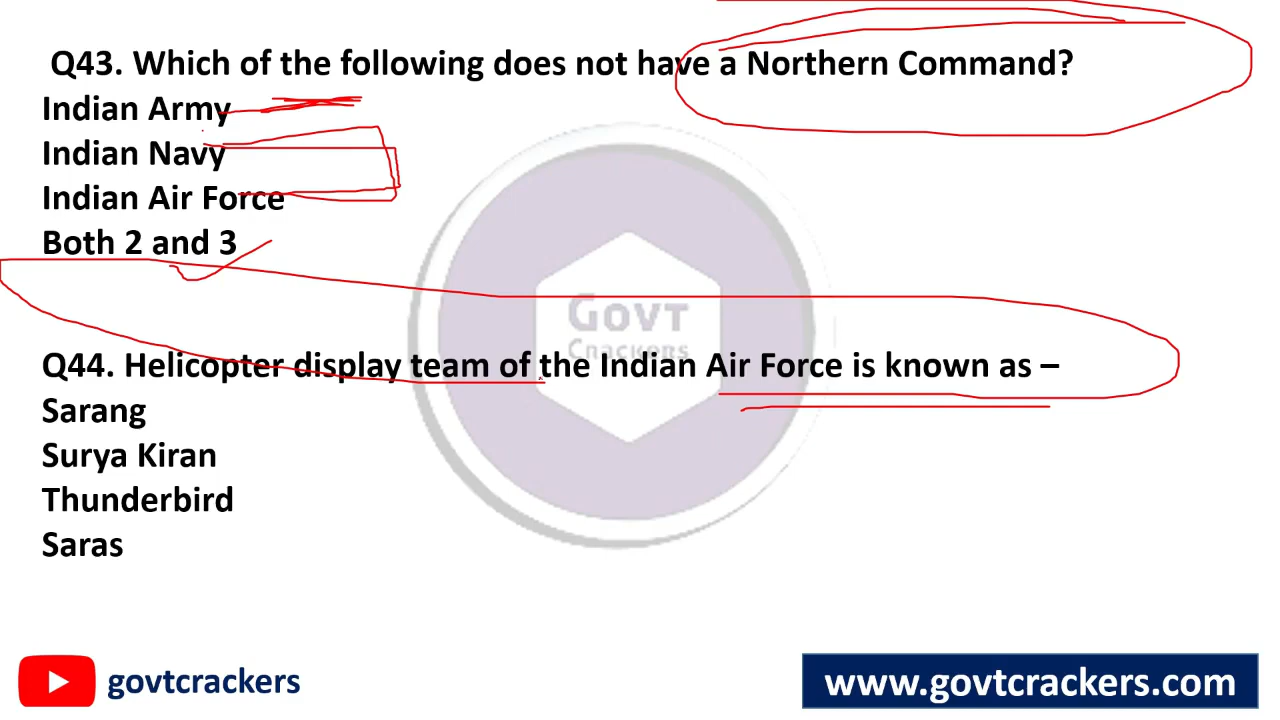 Q43. Which of the following does not have a Northern Command?
Indian Army
Indian Navy
Indian Air Force
Both 2 and 3
GOVT
CRACKERS
Q44. Helicopter display team of the Indian Air Force is known as –
Sarang
Surya Kiran
Thunderbird
Saras
govtcrackers
www.govtcrackers.com